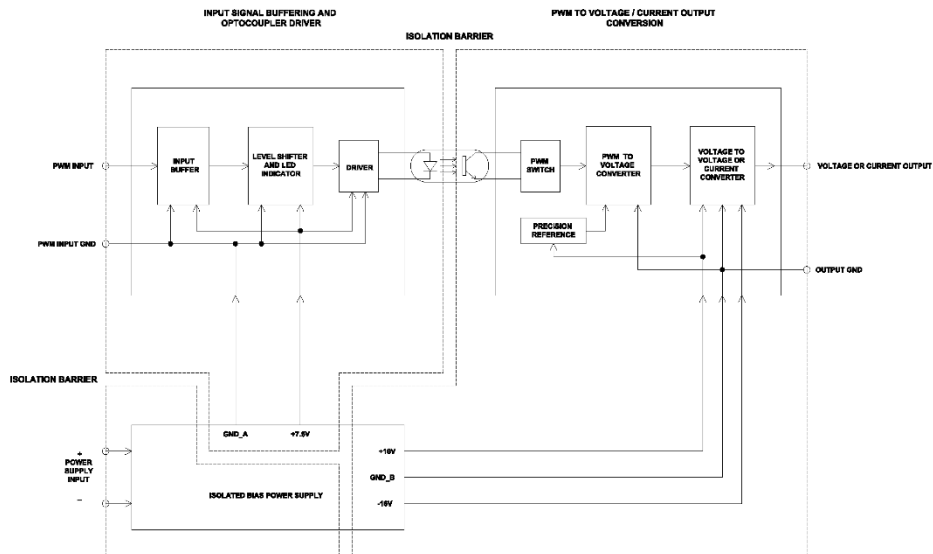 INPUT SIGNAL BUFFERING AND
OPTOCOUPLER DRIVER
PWM TO VOLTAGE / CURRENT OUTPUT
CONVERSION
ISOLATION BARRIER
PWM INPUT
INPUT
BUFFER
LEVEL SHIFTER
AND LED
INDICATOR
DRIVER
PWM
SWITCH
PWM TO
VOLTAGE
CONVERTER
VOLTAGE TO
VOLTAGE OR
CURRENT
CONVERTER
VOLTAGE OR CURRENT OUTPUT
PRECISION
REFERENCE
PWM INPUT GND
OUTPUT GND
ISOLATION BARRIER
GND_A
+7.5V
+
POWER
SUPPLY
INPUT
–
ISOLATED BIAS POWER SUPPLY
+15V
GND_B
-15V